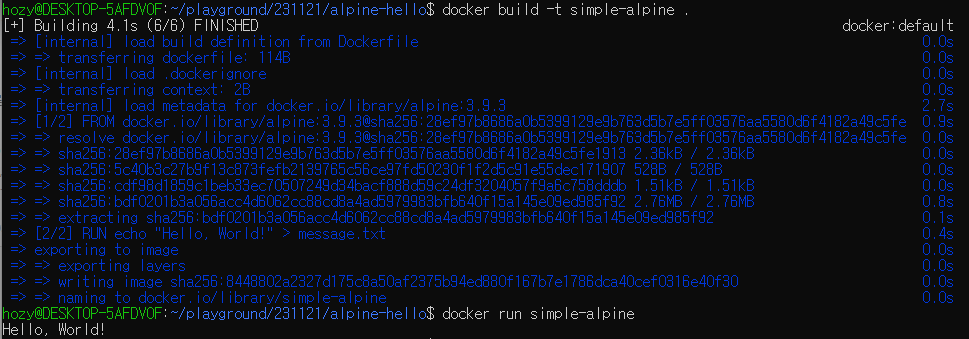 hozy@DESKTOP-5AFDVOF:~/playground/231121/alpine-hello$ docker build -t simple-alpine .
[+] Building 4.1s (6/6) FINISHED docker:default
=> [internal] load build definition from Dockerfile 0.0s
=> => transferring dockerfile: 114B 0.0s
=> [internal] load .dockerignore 0.0s
=> => transferring context: 2B 0.0s
=> [internal] load metadata for docker.io/library/alpine:3.9.3 2.7s
=> [1/2] FROM docker.io/library/alpine:3.9.3@sha256:28ef97b8686a0b5399129e9b763d5b7e5ff03576aa5580d6f4182a49c5fe 0.9s
=> => resolve docker.io/library/alpine:3.9.3@sha256:28ef97b8686a0b5399129e9b763d5b7e5ff03576aa5580d6f4182a49c5fe 0.0s
=> => sha256:28ef97b8686a0b5399129e9b763d5b7e5ff03576aa5580d6f4182a49c5fe1913 2.36kB / 2.36kB 0.0s
=> => sha256:5c40b3c27b9f13c873fefb2139765c56ce97fd50230f1f2d5c91e55dec171907 528B / 528B 0.0s
=> => sha256:cdf98d1859c1beb33ec70507249d34bacf888d59c24df3204057f9a6c758dddb 1.51kB / 1.51kB 0.0s
=> => sha256:bdf0201b3a056acc4d6062cc88cd8a4ad5979983bfb640f15a145e09ed985f92 2.76MB / 2.76MB 0.8s
=> => extracting sha256:bdf0201b3a056acc4d6062cc88cd8a4ad5979983bfb640f15a145e09ed985f92 0.1s
=> [2/2] RUN echo "Hello, World!" > message.txt 0.4s
=> exporting to image 0.0s
=> => exporting layers 0.0s
=> => writing image sha256:8448802a2327d175c8a50af2375b94ed880f167b7e1786dca40cef0316e40f30 0.0s
=> => naming to docker.io/library/simple-alpine 0.0s
hozy@DESKTOP-5AFDVOF:~/playground/231121/alpine-hello$ docker run simple-alpine
Hello, World!